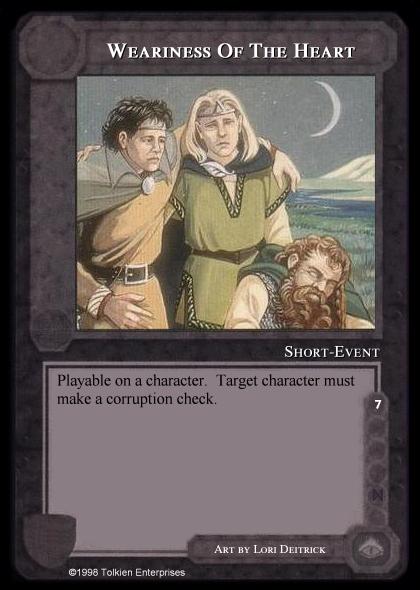 Weariness Of The Heart
Short-Event
Playable on a character. Target character must
make a corruption check.
7
Art by Lori Deitrick
©1998 Tolkien Enterprises